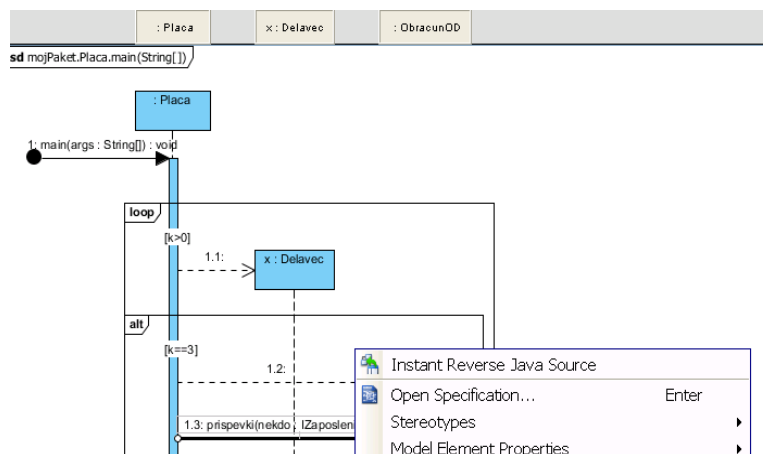 : Placa
x : Delavec
: ObracunOD
sd mojPaket.Placa.main(String[])
: Placa
1: main(args : String[]) : void
loop
[k>0]
1.1:
x : Delavec
alt
[k==3]
1.2:
Instant Reverse Java Source
Open Specification... Enter
1.3: prispevki(nekdo : IZaposleni
Stereotypes
Model Element Properties